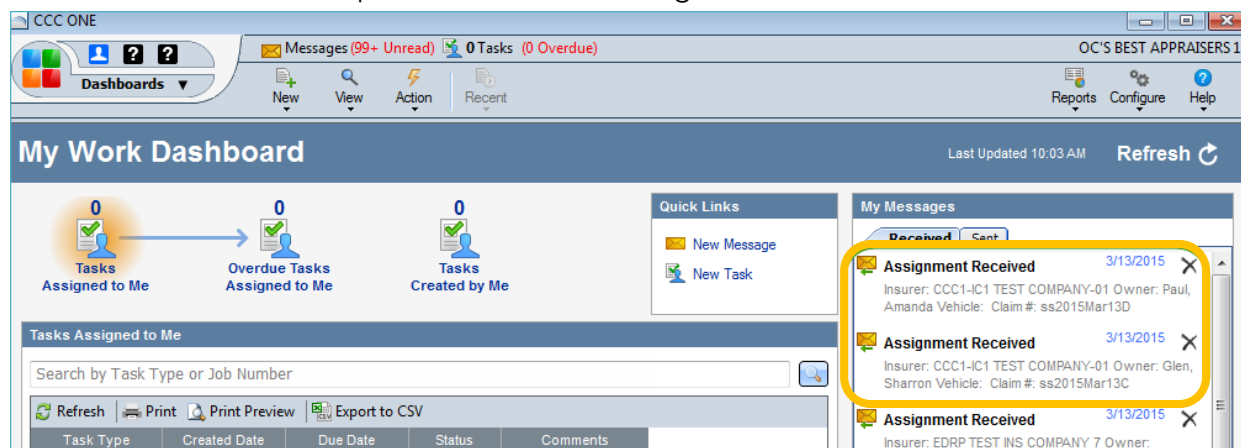 CCC ONE
Messages (99+ Unread) 0 Tasks (0 Overdue)
OC'S BEST APPRAISERS 1
Dashboards
New View Action Recent
Reports Configure Help
My Work Dashboard
Last Updated 10:03 AM Refresh
0 0 0
Tasks Assigned to Me
Overdue Tasks Assigned to Me
Tasks Created by Me
Quick Links
New Message
New Task
My Messages
Received Sent
Assignment Received 3/13/2015
Insurer: CCC1-IC1 TEST COMPANY-01 Owner: Paul,
Amanda Vehicle: Claim #: ss2015Mar13D
Assignment Received 3/13/2015
Insurer: CCC1-IC1 TEST COMPANY-01 Owner: Glen,
Sharron Vehicle: Claim #: ss2015Mar13C
Assignment Received 3/13/2015
Insurer: EDRP TEST INS COMPANY 7 Owner:
Tasks Assigned to Me
Search by Task Type or Job Number
Refresh Print Print Preview Export to CSV
Task Type Created Date Due Date Status Comments